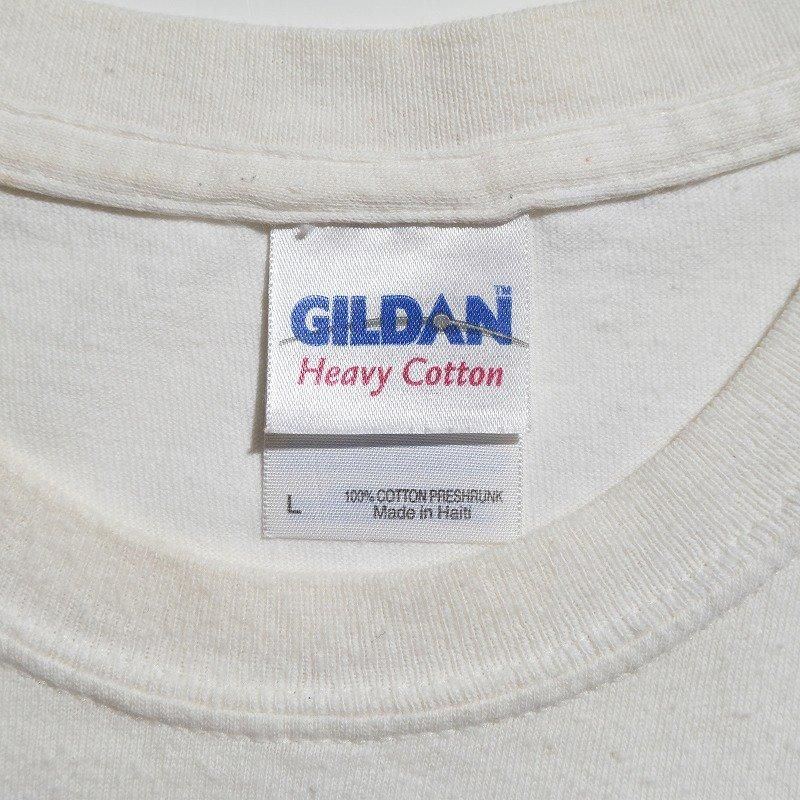 GILDAN™
Heavy Cotton
L
100% COTTON PRESHRUNK
Made in Haiti